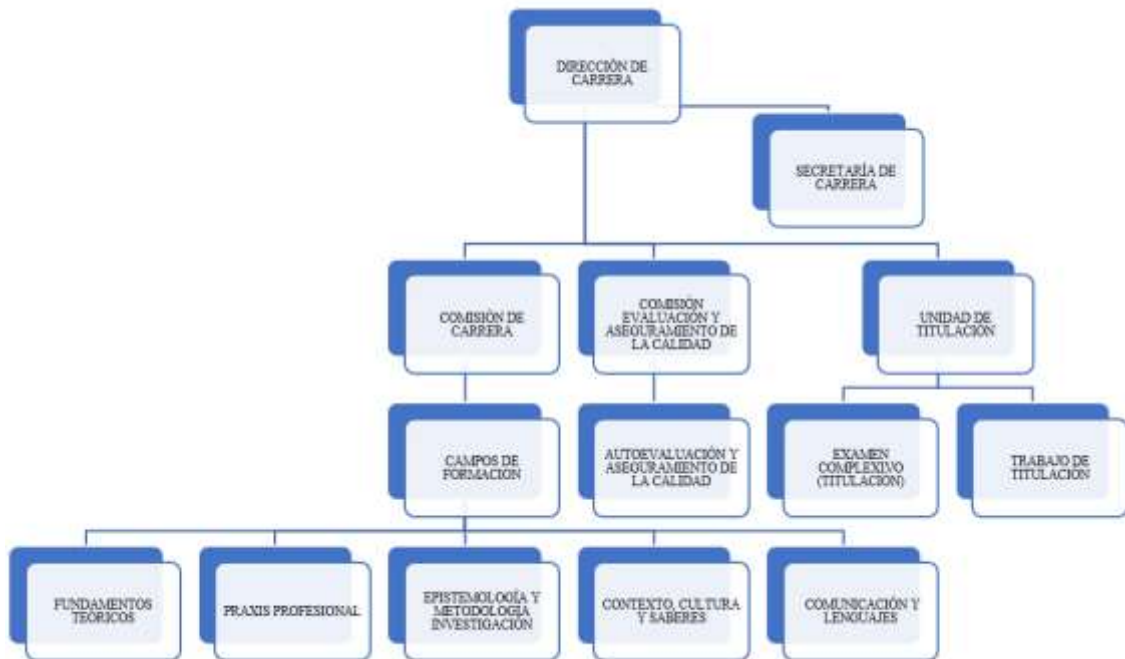 DIRECCIÓN DE
CARRERA
SECRETARÍA DE
CARRERA
COMISIÓN DE
CARRERA
COMISIÓN
EVALUACIÓN Y
ASEGURAMIENTO DE
LA CALIDAD
UNIDAD DE
TITULACIÓN
CAMPOS DE
FORMACIÓN
AUTOEVALUACIÓN Y
ASEGURAMIENTO DE
LA CALIDAD
EXAMEN
COMPLEXIVO
(TITULACIÓN)
TRABAJO DE
TITULACIÓN
FUNDAMENTOS
TEÓRICOS
PRAXIS PROFESIONAL
EPISTEMOLOGÍA Y
METODOLOGÍA
INVESTIGACIÓN
CONTEXTO, CULTURA
Y SABERES
COMUNICACIÓN Y
LENGUAJES